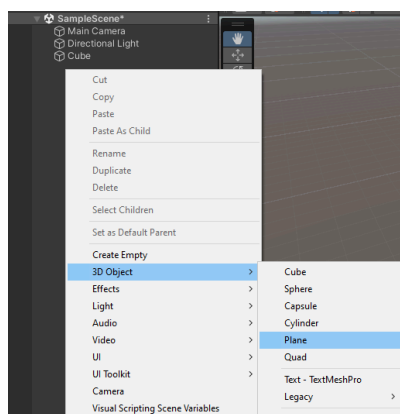 SampleScene*
Main Camera
Directional Light
Cube
Cut
Copy
Paste
Paste As Child
Rename
Duplicate
Delete
Select Children
Set as Default Parent
Create Empty
3D Object
Effects
Light
Audio
Video
UI
UI Toolkit
Camera
Visual Scripting Scene Variables
Cube
Sphere
Capsule
Cylinder
Plane
Quad
Text - TextMeshPro
Legacy